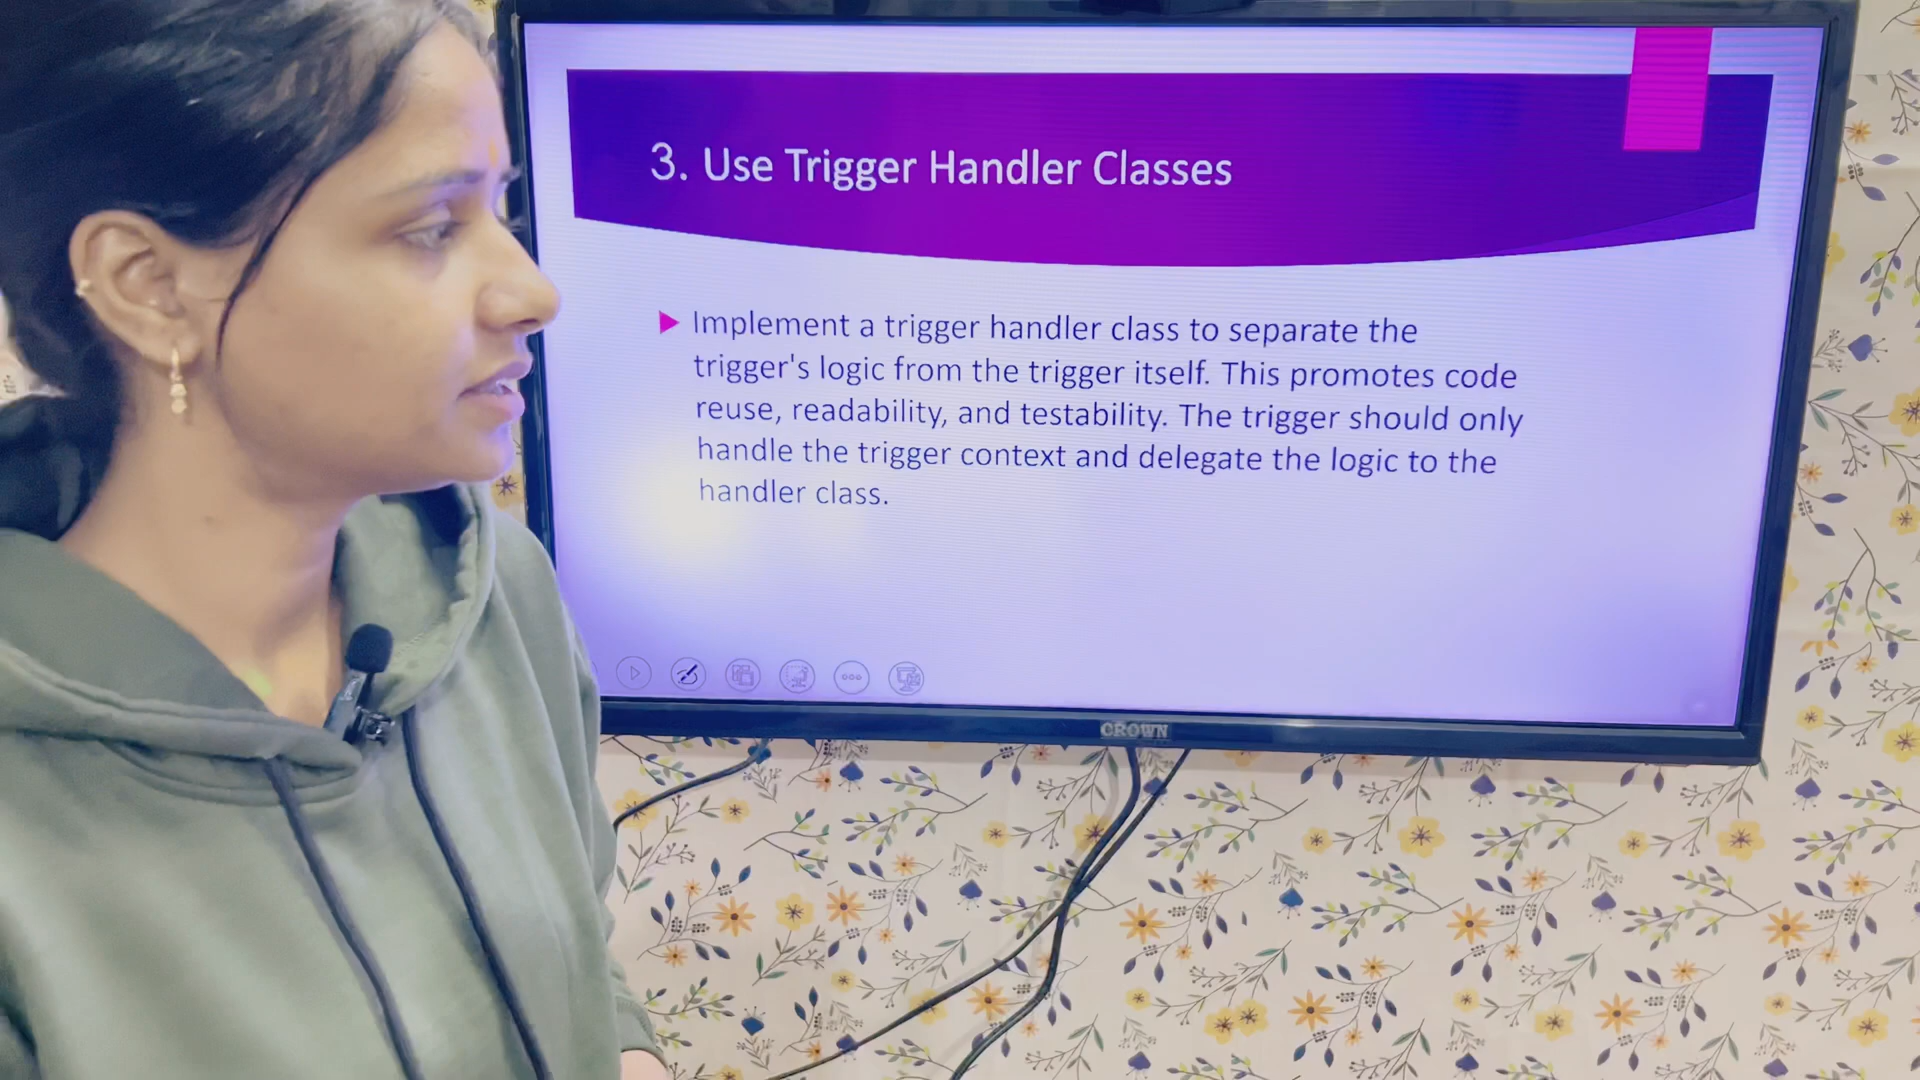 3. Use Trigger Handler Classes
Implement a trigger handler class to separate the
trigger's logic from the trigger itself. This promotes code
reuse, readability, and testability. The trigger should only
handle the trigger context and delegate the logic to the
handler class.
CROWN